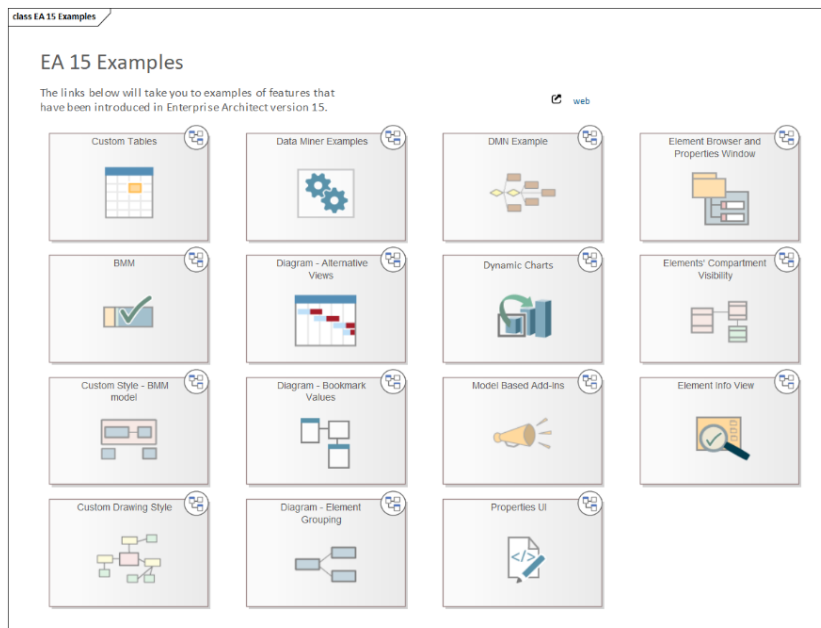 class EA 15 Examples
EA 15 Examples
The links below will take you to examples of features that
have been introduced in Enterprise Architect version 15.
web
Custom Tables
Data Miner Examples
DMN Example
Element Browser and
Properties Window
BMM
Diagram - Alternative
Views
Dynamic Charts
Elements' Compartment
Visibility
Custom Style - BMM
model
Diagram - Bookmark
Values
Model Based Add-Ins
Element Info View
Custom Drawing Style
Diagram - Element
Grouping
Properties UI
</>